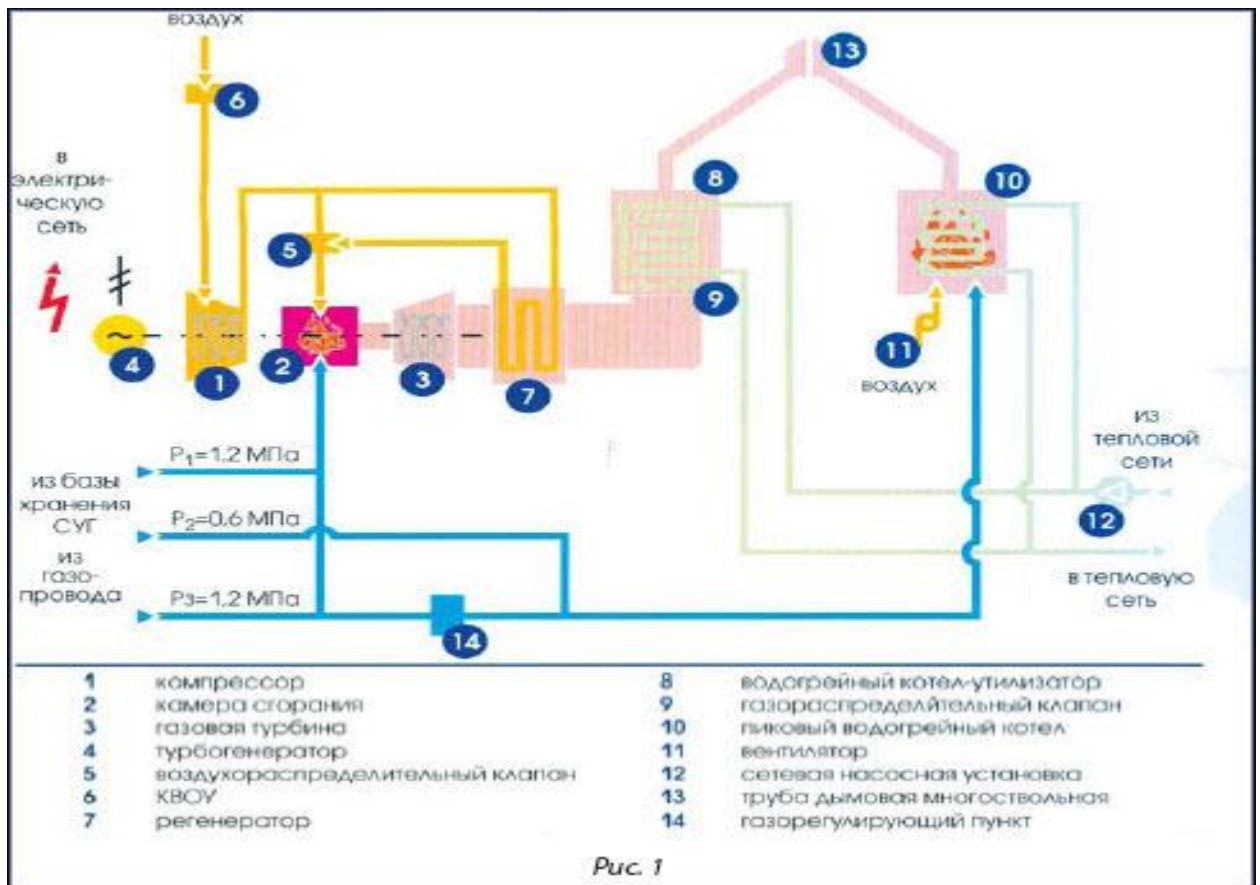 воздух
6
13
в
электри-
ческую
сеть
8
10
5
9
4
1
2
3
7
11
воздух
из
тепловой
сети
12
P₁=1,2 МПа
из базы
хранения
СУГ
P₂=0,6 МПа
из
газо-
провода
P3=1,2 МПа
в тепловую
сеть
14
1 компрессор
2 камера сгорания
3 газовая турбина
4 турбогенератор
5 воздухораспределительный клапан
6 КВОУ
7 регенератор
8 водогрейный котел-утилизатор
9 газораспределительный клапан
10 пиковый водогрейный котел
11 вентилятор
12 сетевая насосная установка
13 труба дымовая многоствольная
14 газорегулирующий пункт
Рис. 1